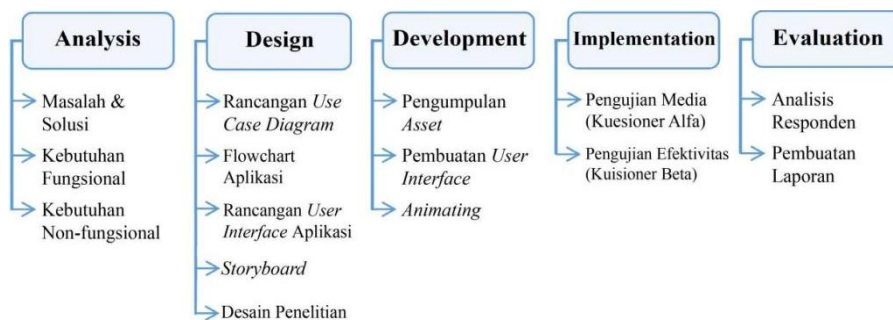 Analysis
Masalah &
Solusi
Kebutuhan
Fungsional
Kebutuhan
Non-fungsional
Design
Rancangan Use
Case Diagram
Flowchart
Aplikasi
Rancangan User
Interface Aplikasi
Storyboard
Desain Penelitian
Development
Pengumpulan
Asset
Pembuatan User
Interface
Animating
Implementation
Pengujian Media
(Kuesioner Alfa)
Pengujian Efektivitas
(Kuisioner Beta)
Evaluation
Analisis
Responden
Pembuatan
Laporan